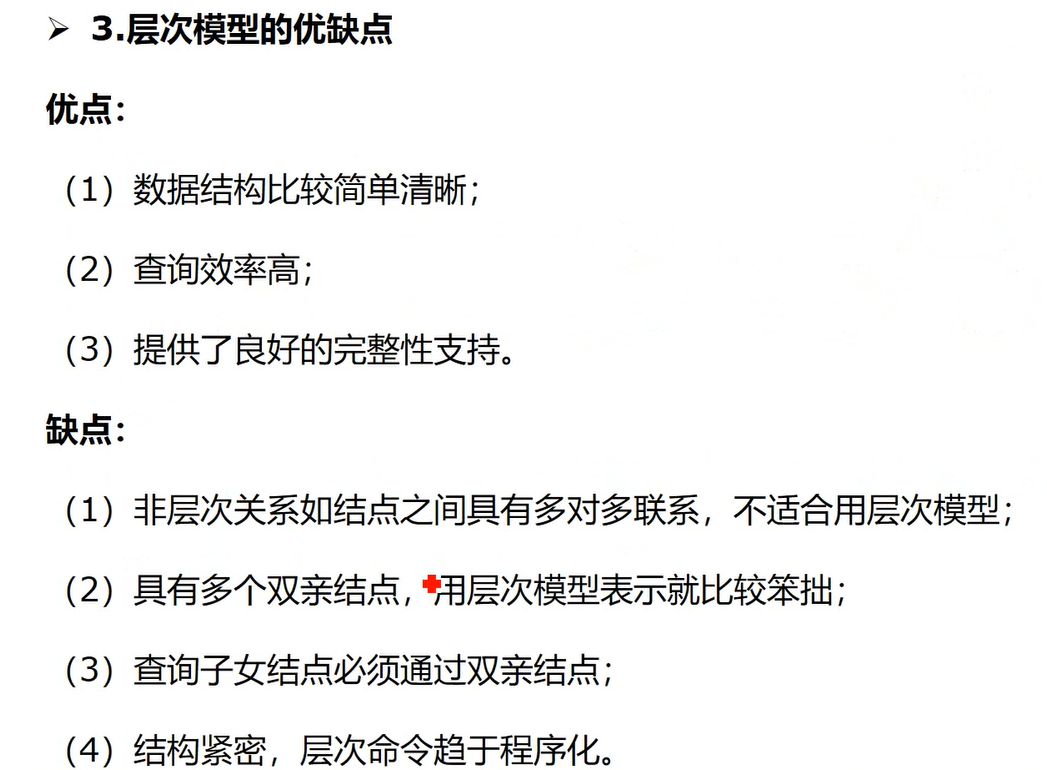 ➢ 3.层次模型的优缺点
优点：
（1）数据结构比较简单清晰；
（2）查询效率高；
（3）提供了良好的完整性支持。
缺点：
（1）非层次关系如结点之间具有多对多联系，不适合用层次模型；
（2）具有多个双亲结点，用层次模型表示就比较笨拙；
（3）查询子女结点必须通过双亲结点；
（4）结构紧密，层次命令趋于程序化。